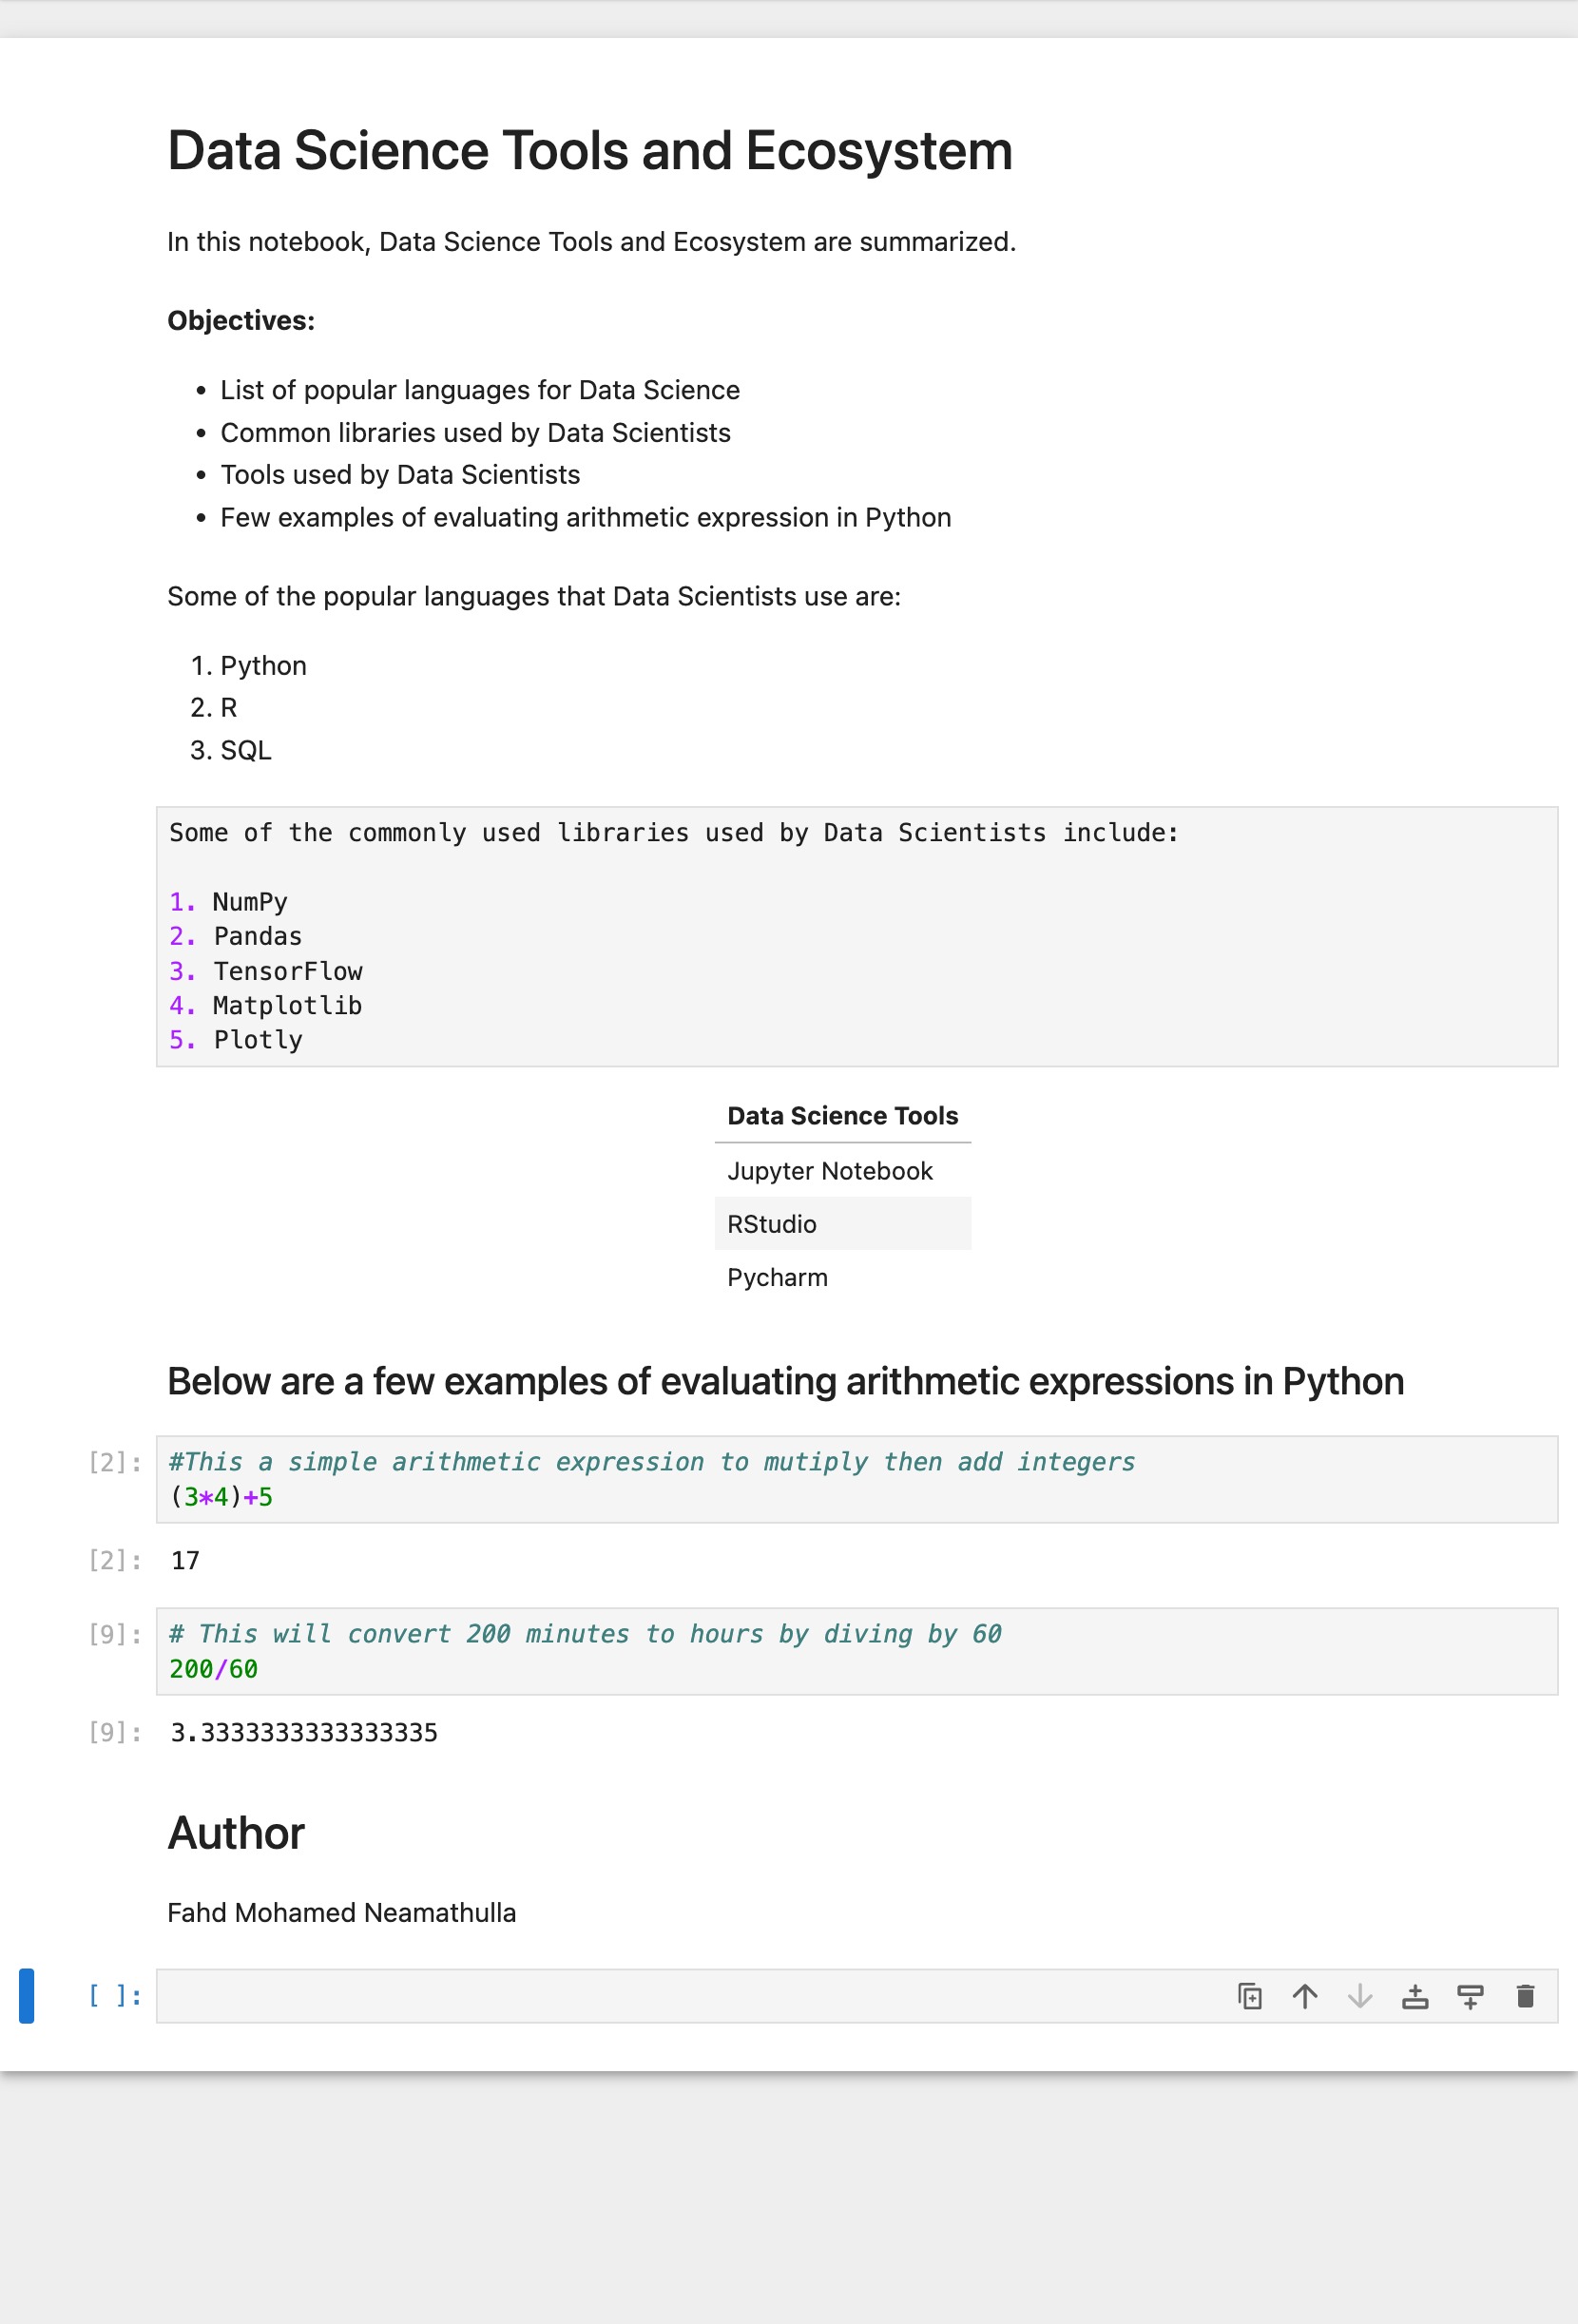 Data Science Tools and Ecosystem
In this notebook, Data Science Tools and Ecosystem are summarized.
Objectives:
• List of popular languages for Data Science
• Common libraries used by Data Scientists
• Tools used by Data Scientists
• Few examples of evaluating arithmetic expression in Python
Some of the popular languages that Data Scientists use are:
1. Python
2. R
3. SQL
Some of the commonly used libraries used by Data Scientists include:
1. NumPy
2. Pandas
3. TensorFlow
4. Matplotlib
5. Plotly
Data Science Tools
Jupyter Notebook
RStudio
Pycharm
Below are a few examples of evaluating arithmetic expressions in Python
[2]: #This a simple arithmetic expression to mutiply then add integers
(3*4)+5
[2]: 17
[9]: # This will convert 200 minutes to hours by diving by 60
200/60
[9]: 3.3333333333333335
Author
Fahd Mohamed Neamathulla
[ ]: